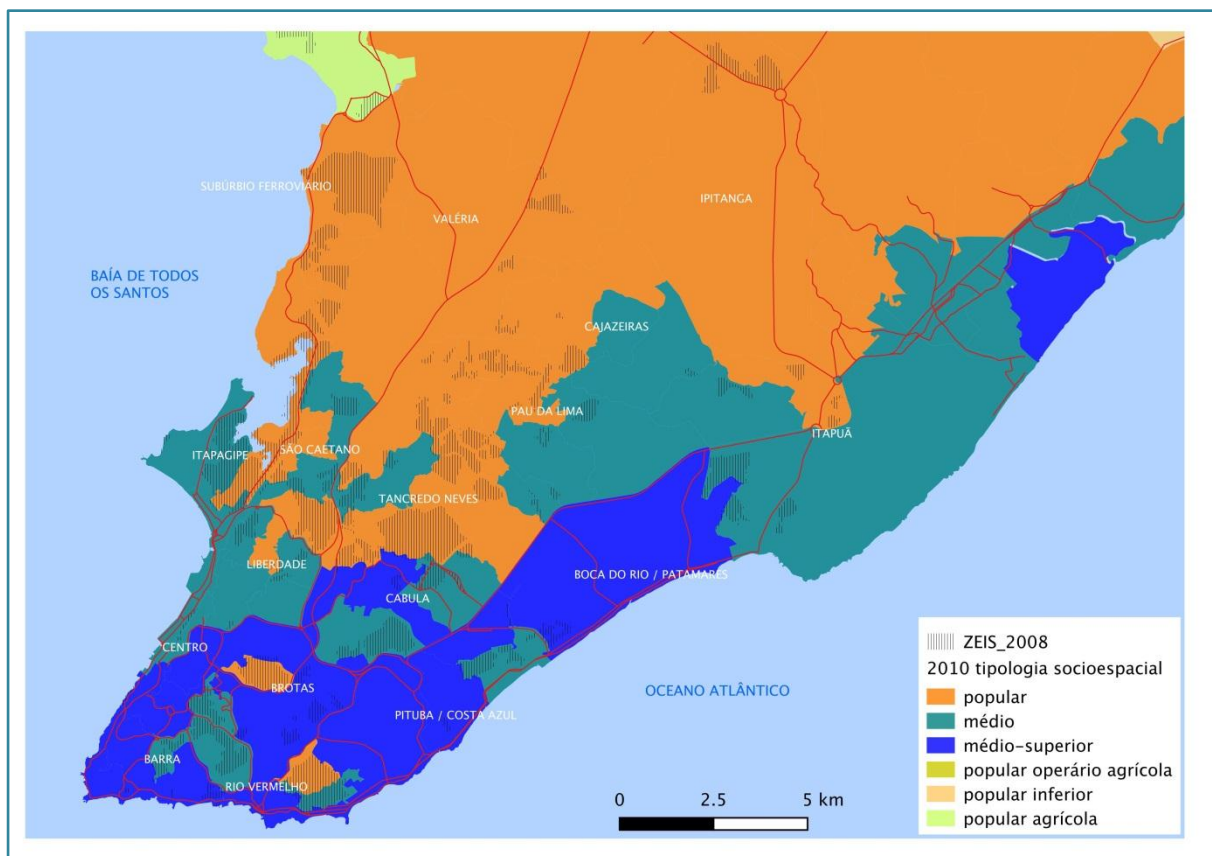 SUBÚRBIO FERROVIÁRIO
VALÉRIA
IPITANGA
BAÍA DE TODOS
OS SANTOS
CAJAZEIRAS
PAU DA LIMA
ITAPUÃ
SÃO CAETANO
ITAPAGIPE
TANCREDO NEVES
LIBERDADE
BOCA DO RIO / PATAMARES
CABULA
CENTRO
BROTAS
OCEANO ATLÂNTICO
PITUBA / COSTA AZUL
BARRA
RIO VERMELHO
0 2.5 5 km
ZEIS_2008
2010 tipologia socioespacial
popular
médio
médio-superior
popular operário agrícola
popular inferior
popular agrícola